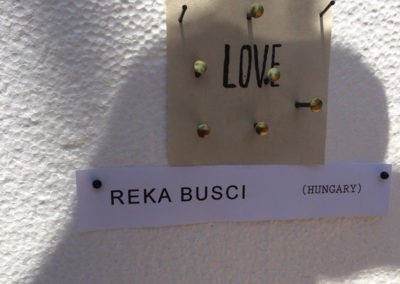 LOVE
REKA BUSCI (HUNGARY)